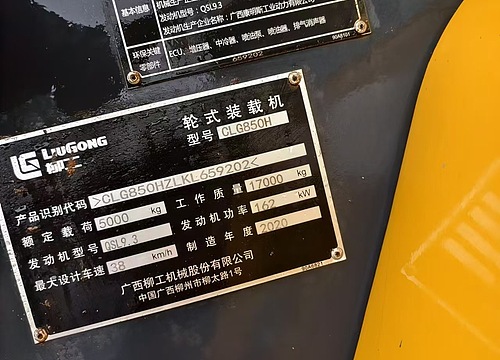 基本信息
发动机型号：QSL9.3
发动机生产企业名称：广西康明斯工业动力有限公司
环保关键零部件
ECU、增压器、中冷器、喷油泵、喷油器、排气消声器
659202
LIUGONG
柳工
轮式装载机
型号 CLG850H
产品识别代码 >CLG850HZLKL659202<
额定载荷 5000 kg 工作质量 17000 kg
发动机型号 QSL9.3 发动机功率 162 kW
最大设计车速 38 km/h 制造年度 2020
广西柳工机械股份有限公司
中国广西柳州市柳太路1号